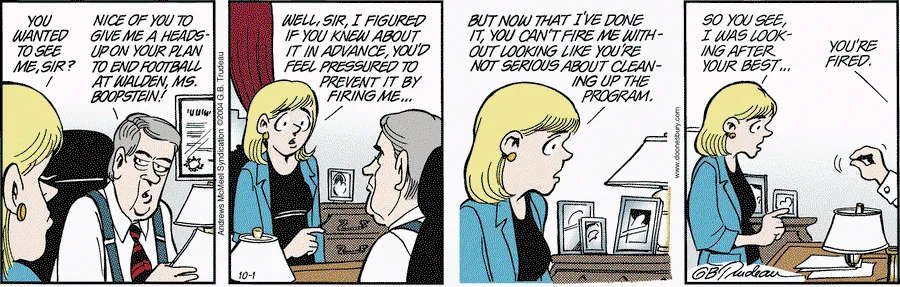 YOU
WANTED
TO SEE
ME, SIR?
NICE OF YOU TO
GIVE ME A HEADS-
UP ON YOUR PLAN
TO END FOOTBALL
AT WALDEN, MS.
BOOPSTEIN!
Andrews McMeel Syndication ©2004 G.B. Trudeau
WELL, SIR, I FIGURED
IF YOU KNEW ABOUT
IT IN ADVANCE, YOU'D
FEEL PRESSURED TO
PREVENT IT BY
FIRING ME...
10-1
BUT NOW THAT I'VE DONE
IT, YOU CAN'T FIRE ME WITH-
OUT LOOKING LIKE YOU'RE
NOT SERIOUS ABOUT CLEAN-
ING UP THE
PROGRAM.
www.doonesbury.com
SO YOU SEE,
I WAS LOOK-
ING AFTER
YOUR BEST...
YOU'RE
FIRED.
GBTrudeau